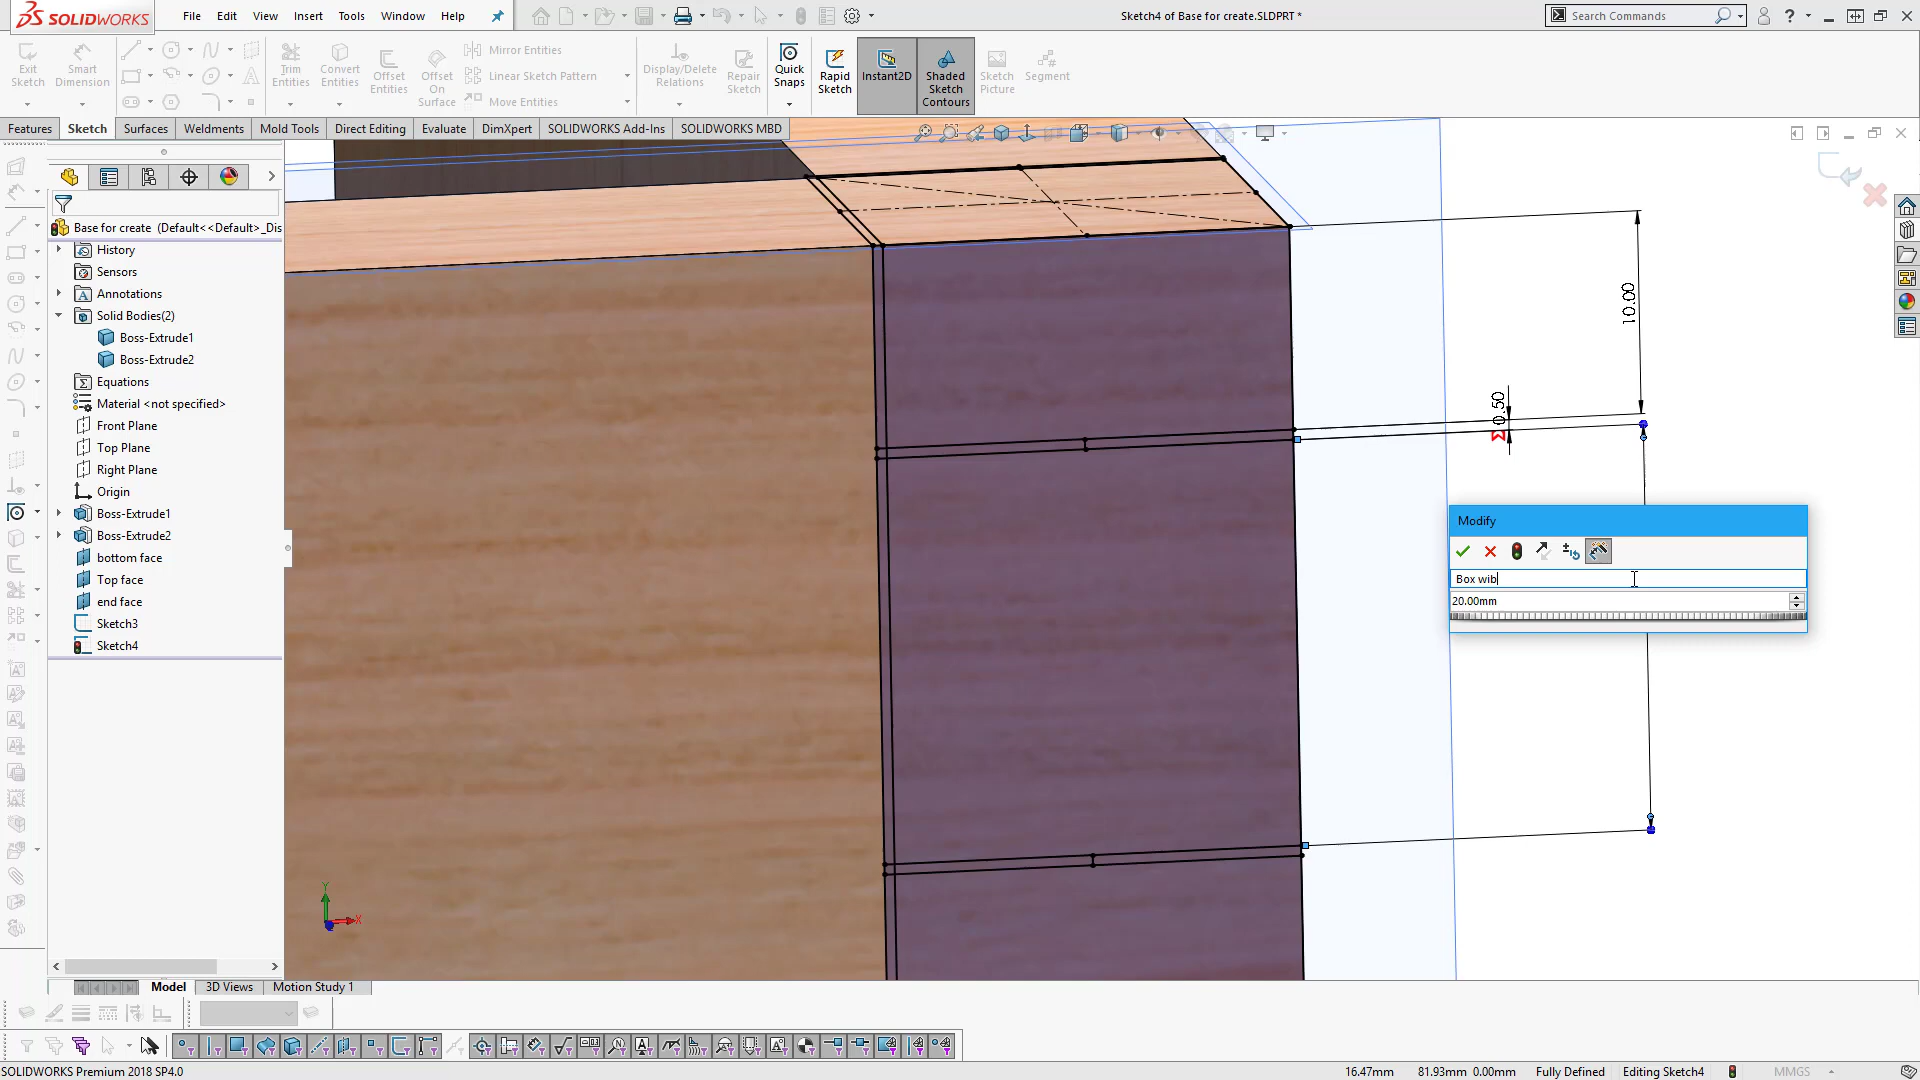 SOLIDWORKS
File Edit View Insert Tools Window Help
Sketch4 of Base for create.SLDPRT *
Search Commands
Exit Sketch
Smart Dimension
Trim Entities
Convert Entities
Offset Entities
Offset On Surface
Mirror Entities
Linear Sketch Pattern
Move Entities
Display/Delete Relations
Repair Sketch
Quick Snaps
Rapid Sketch
Instant2D
Shaded Sketch Contours
Sketch Picture
Segment
Features Sketch Surfaces Weldments Mold Tools Direct Editing Evaluate DimXpert SOLIDWORKS Add-Ins SOLIDWORKS MBD
Base for create (Default<<Default>_Dis
History
Sensors
Annotations
Solid Bodies(2)
Boss-Extrude1
Boss-Extrude2
Equations
Material <not specified>
Front Plane
Top Plane
Right Plane
Origin
Boss-Extrude1
Boss-Extrude2
bottom face
Top face
end face
Sketch3
Sketch4
10.00
0.50
Modify
Box wib
20.00mm
Y
X
Model 3D Views Motion Study 1
SOLIDWORKS Premium 2018 SP4.0
16.47mm 81.93mm 0.00mm Fully Defined Editing Sketch4 MMGS